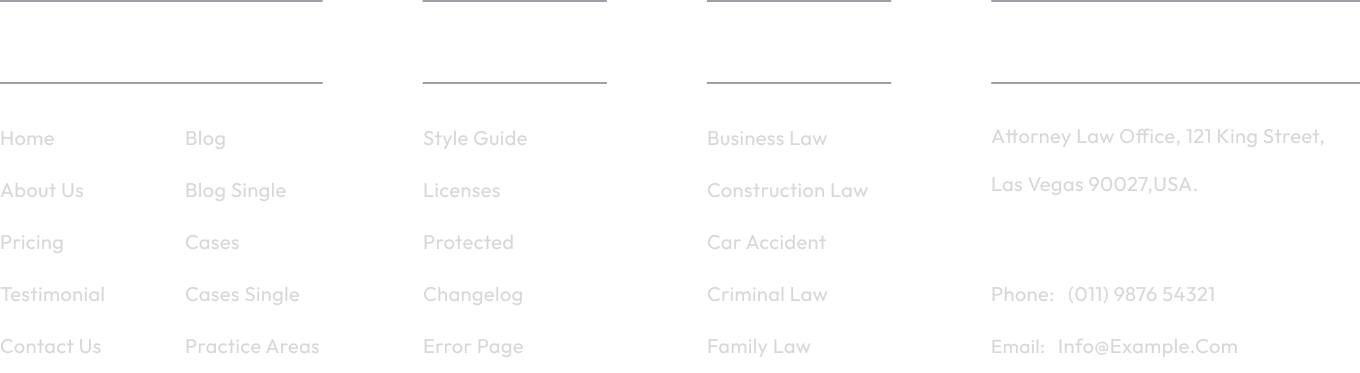 Home
About Us
Pricing
Testimonial
Contact Us
Blog
Blog Single
Cases
Cases Single
Practice Areas
Style Guide
Licenses
Protected
Changelog
Error Page
Business Law
Construction Law
Car Accident
Criminal Law
Family Law
Attorney Law Office, 121 King Street,
Las Vegas 90027,USA.
Phone: (011) 9876 54321
Email: Info@Example.Com